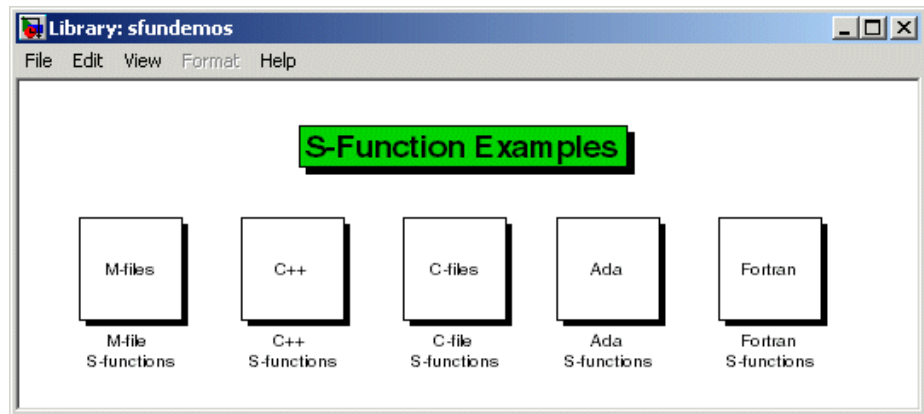 Library: sfundemos
File Edit View Format Help
S-Function Examples
M-files C++ C-files Ada Fortran
M-file C++ C-file Ada Fortran
S-functions S-functions S-functions S-functions S-functions